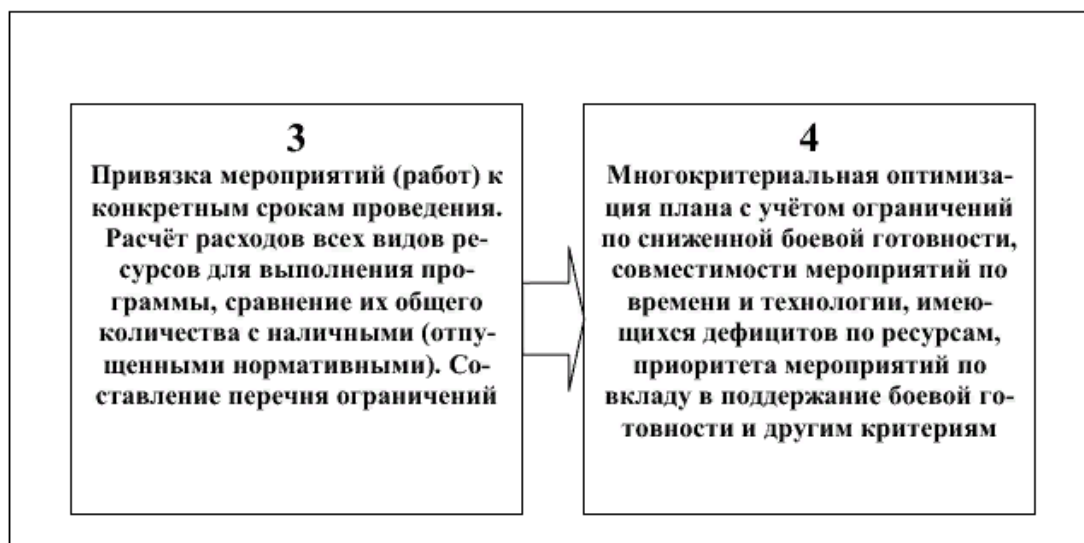 3
Привязка мероприятий (работ) к
конкретным срокам проведения.
Расчёт расходов всех видов ре-
сурсов для выполнения про-
граммы, сравнение их общего
количества с наличными (отпу-
щенными нормативными). Со-
ставление перечня ограничений
4
Многокритериальная оптимиза-
ция плана с учётом ограничений
по сниженной боевой готовности,
совместимости мероприятий по
времени и технологии, имею-
щихся дефицитов по ресурсам,
приоритета мероприятий по
вкладу в поддержание боевой го-
товности и другим критериям